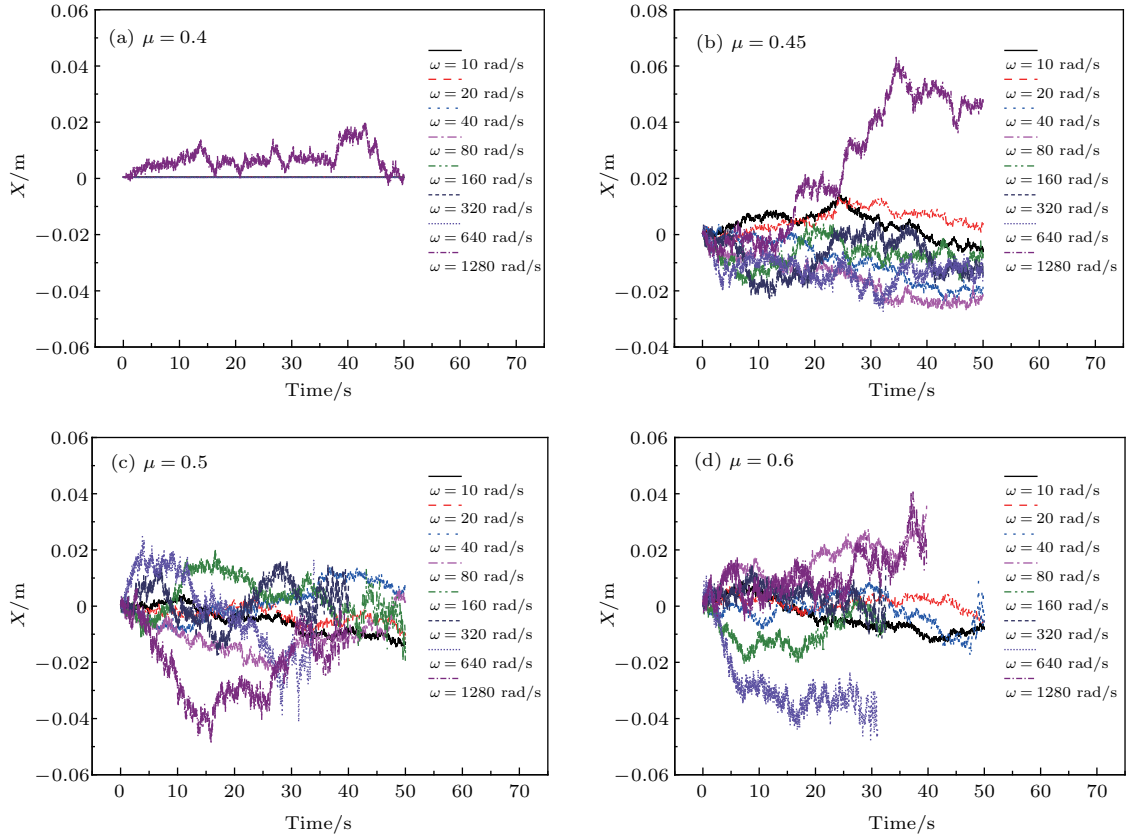 (a) μ = 0.4
0.06
0.04
0.02
0
−0.02
−0.04
−0.06
X/m
ω = 10 rad/s
ω = 20 rad/s
ω = 40 rad/s
ω = 80 rad/s
ω = 160 rad/s
ω = 320 rad/s
ω = 640 rad/s
ω = 1280 rad/s
0 10 20 30 40 50 60 70
Time/s
(b) μ = 0.45
0.08
0.06
0.04
0.02
0
−0.02
−0.04
X/m
ω = 10 rad/s
ω = 20 rad/s
ω = 40 rad/s
ω = 80 rad/s
ω = 160 rad/s
ω = 320 rad/s
ω = 640 rad/s
ω = 1280 rad/s
0 10 20 30 40 50 60 70
Time/s
(c) μ = 0.5
0.06
0.04
0.02
0
−0.02
−0.04
−0.06
X/m
ω = 10 rad/s
ω = 20 rad/s
ω = 40 rad/s
ω = 80 rad/s
ω = 160 rad/s
ω = 320 rad/s
ω = 640 rad/s
ω = 1280 rad/s
0 10 20 30 40 50 60 70
Time/s
(d) μ = 0.6
0.06
0.04
0.02
0
−0.02
−0.04
−0.06
X/m
ω = 10 rad/s
ω = 20 rad/s
ω = 40 rad/s
ω = 80 rad/s
ω = 160 rad/s
ω = 320 rad/s
ω = 640 rad/s
ω = 1280 rad/s
0 10 20 30 40 50 60 70
Time/s